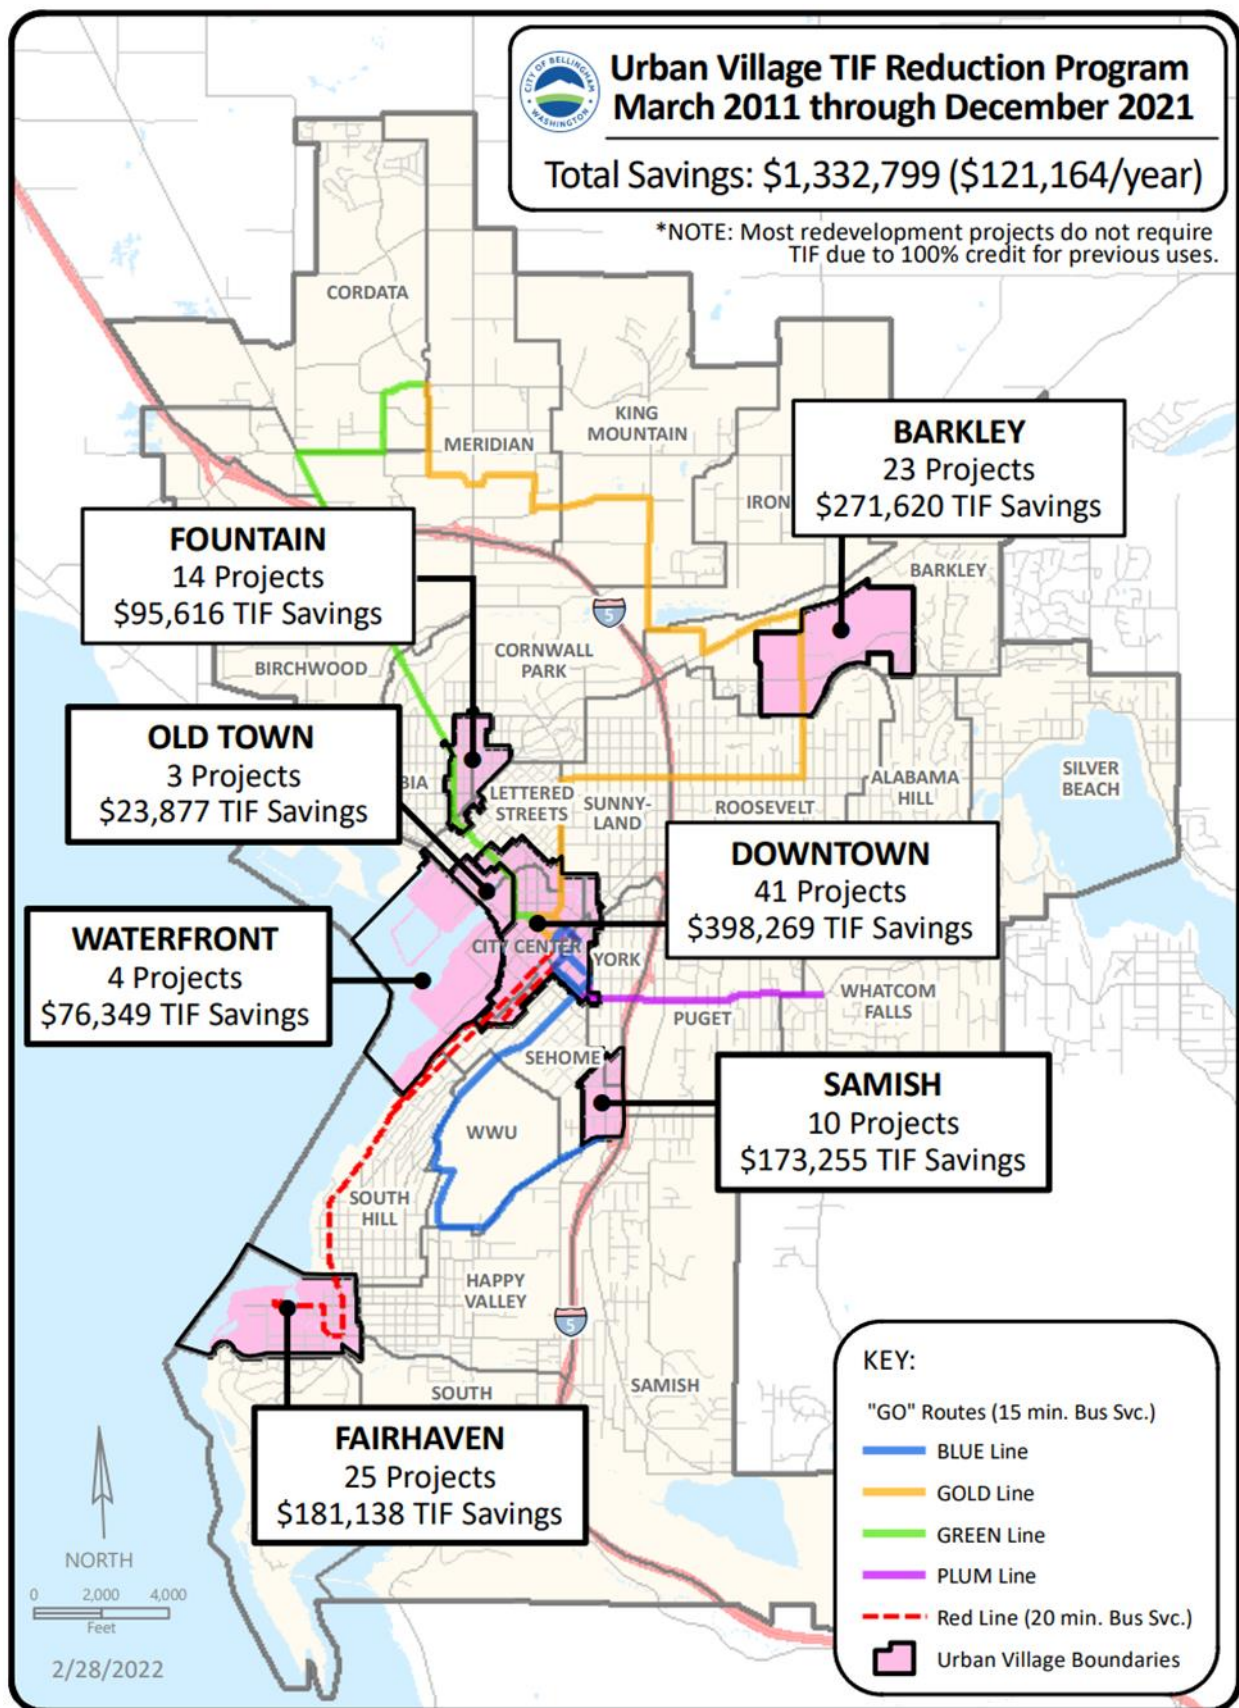 CITY OF BELLINGHAM
WASHINGTON
Urban Village TIF Reduction Program
March 2011 through December 2021
Total Savings: $1,332,799 ($121,164/year)
*NOTE: Most redevelopment projects do not require
TIF due to 100% credit for previous uses.
CORDATA
KING
MOUNTAIN
MERIDIAN
IRON
BARKLEY
23 Projects
$271,620 TIF Savings
BARKLEY
FOUNTAIN
14 Projects
$95,616 TIF Savings
5
BIRCHWOOD
CORNWALL
PARK
OLD TOWN
3 Projects
$23,877 TIF Savings
BIA
LETTERED
STREETS
SUNNY-
LAND
ROOSEVELT
ALABAMA
HILL
SILVER
BEACH
DOWNTOWN
41 Projects
$398,269 TIF Savings
WATERFRONT
4 Projects
$76,349 TIF Savings
CITY CENTER
YORK
PUGET
WHATCOM
FALLS
SEHOME
SAMISH
10 Projects
$173,255 TIF Savings
WWU
SOUTH
HILL
HAPPY
VALLEY
5
SOUTH
SAMISH
FAIRHAVEN
25 Projects
$181,138 TIF Savings
KEY:
"GO" Routes (15 min. Bus Svc.)
BLUE Line
GOLD Line
GREEN Line
PLUM Line
Red Line (20 min. Bus Svc.)
Urban Village Boundaries
NORTH
0 2,000 4,000
Feet
2/28/2022